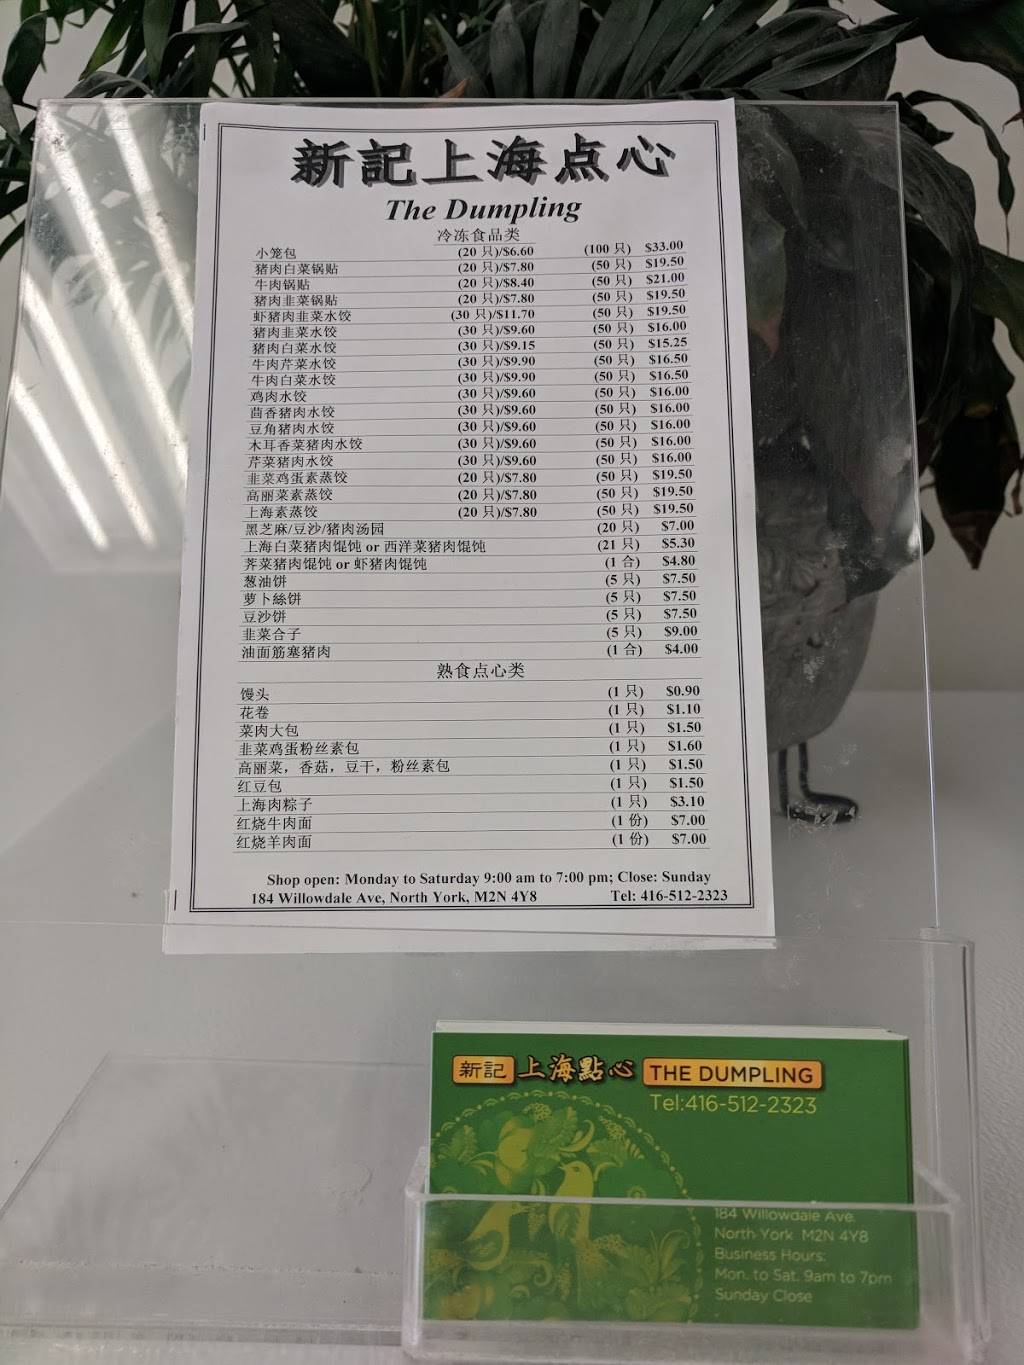 新記上海点心
The Dumpling
冷冻食品类
小笼包 (20 只)/$6.60 (100 只) $33.00
猪肉白菜锅贴 (20 只)/$7.80 (50 只) $19.50
牛肉锅贴 (20 只)/$8.40 (50 只) $21.00
猪肉韭菜锅贴 (20 只)/$7.80 (50 只) $19.50
虾猪肉韭菜水饺 (30 只)/$11.70 (50 只) $19.50
猪肉韭菜水饺 (30 只)/$9.60 (50 只) $16.00
猪肉白菜水饺 (30 只)/$9.15 (50 只) $15.25
牛肉芹菜水饺 (30 只)/$9.90 (50 只) $16.50
牛肉白菜水饺 (30 只)/$9.90 (50 只) $16.50
鸡肉水饺 (30 只)/$9.60 (50 只) $16.00
茴香猪肉水饺 (30 只)/$9.60 (50 只) $16.00
豆角猪肉水饺 (30 只)/$9.60 (50 只) $16.00
木耳香菜猪肉水饺 (30 只)/$9.60 (50 只) $16.00
芹菜猪肉水饺 (30 只)/$9.60 (50 只) $16.00
韭菜鸡蛋素蒸饺 (20 只)/$7.80 (50 只) $19.50
高丽菜素蒸饺 (20 只)/$7.80 (50 只) $19.50
上海素蒸饺 (20 只)/$7.80 (50 只) $19.50
黑芝麻/豆沙/猪肉汤园 (20 只) $7.00
上海白菜猪肉馄饨 or 西洋菜猪肉馄饨 (21 只) $5.30
荠菜猪肉馄饨 or 虾猪肉馄饨 (1 合) $4.80
葱油饼 (5 只) $7.50
萝卜絲饼 (5 只) $7.50
豆沙饼 (5 只) $7.50
韭菜合子 (5 只) $9.00
油面筋塞猪肉 (1 合) $4.00
熟食点心类
馒头 (1 只) $0.90
花卷 (1 只) $1.10
菜肉大包 (1 只) $1.50
韭菜鸡蛋粉丝素包 (1 只) $1.60
高丽菜，香菇，豆干，粉丝素包 (1 只) $1.50
红豆包 (1 只) $1.50
上海肉粽子 (1 只) $3.10
红烧牛肉面 (1 份) $7.00
红烧羊肉面 (1 份) $7.00
Shop open: Monday to Saturday 9:00 am to 7:00 pm; Close: Sunday
184 Willowdale Ave, North York, M2N 4Y8 Tel: 416-512-2323
新記 上海點心 THE DUMPLING
Tel:416-512-2323
184 Willowdale Ave.
North York M2N 4Y8
Business Hours:
Mon. to Sat. 9am to 7pm
Sunday Close